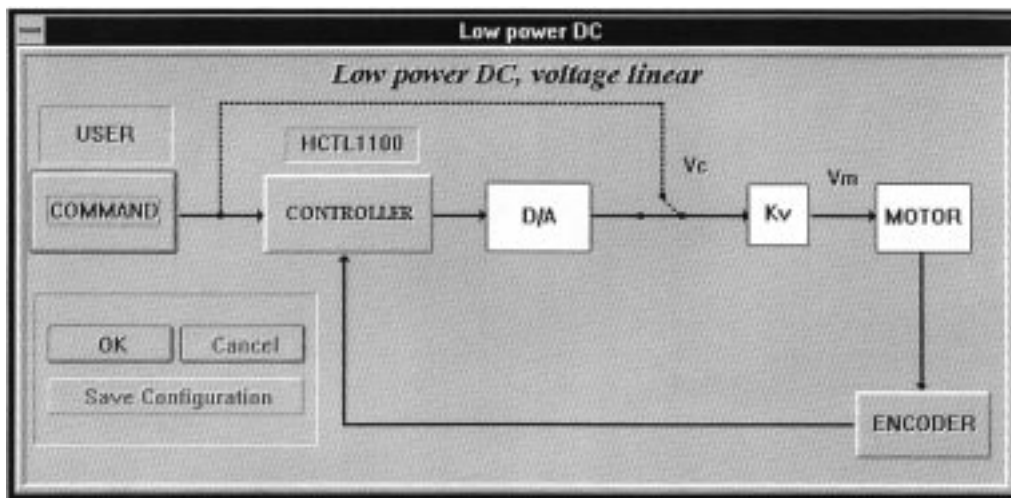 Low power DC
Low power DC, voltage linear
USER
HCTL1100
Vc
Vm
COMMAND
CONTROLLER
D/A
Kv
MOTOR
OK
Cancel
Save Configuration
ENCODER